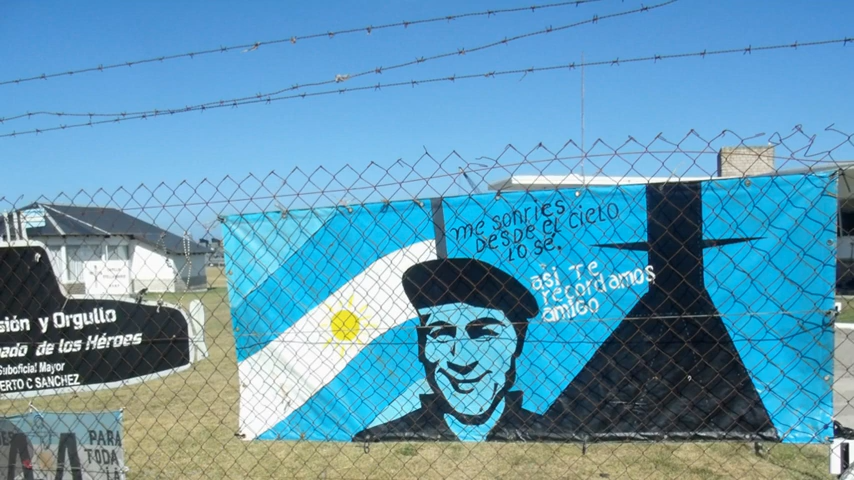 me sonries
Desde el cielo
lo se.
asi Te
recordamos
amigo
sión y Orgullo
ado de los Héroes
Suboficial Mayor
ERTO C SANCHEZ
PARA
TODA
LA